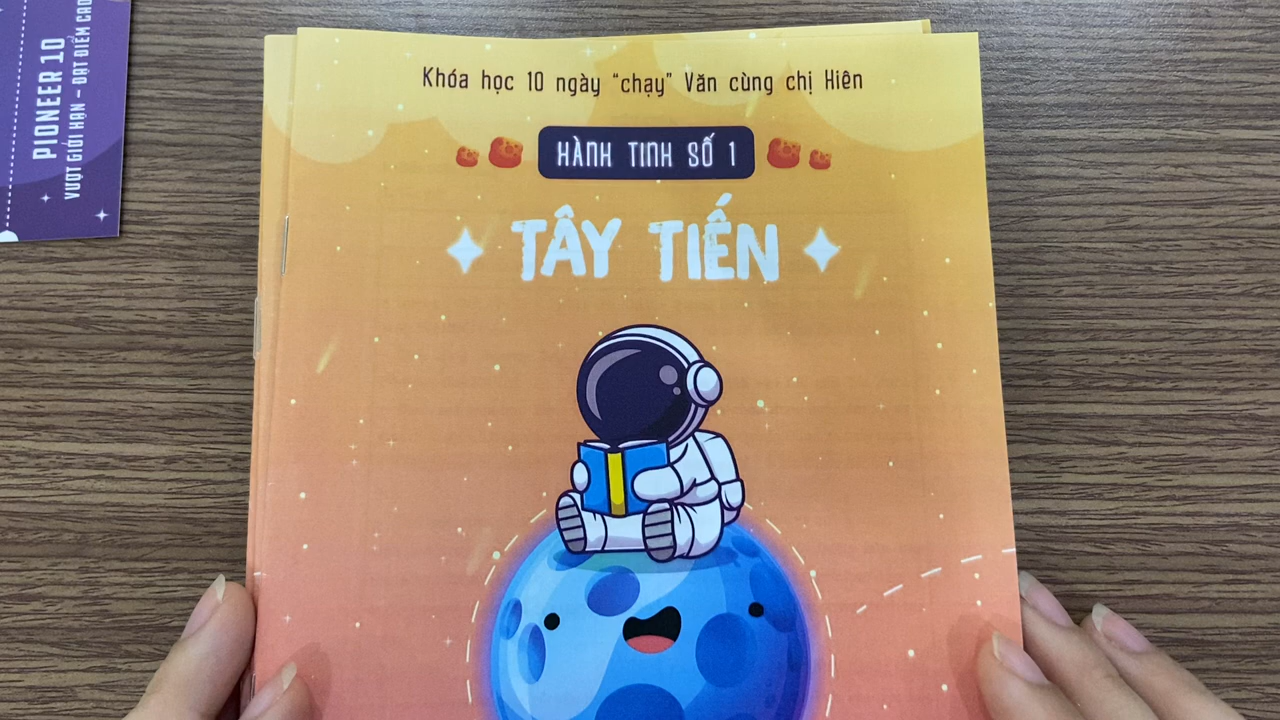 Khóa học 10 ngày “chạy” Văn cùng chị Hiên
HÀNH TINH SỐ 1
TÂY TIẾN
PIONEER 10
VƯỢT GIỚI HẠN – ĐẠT ĐIỂM CAO